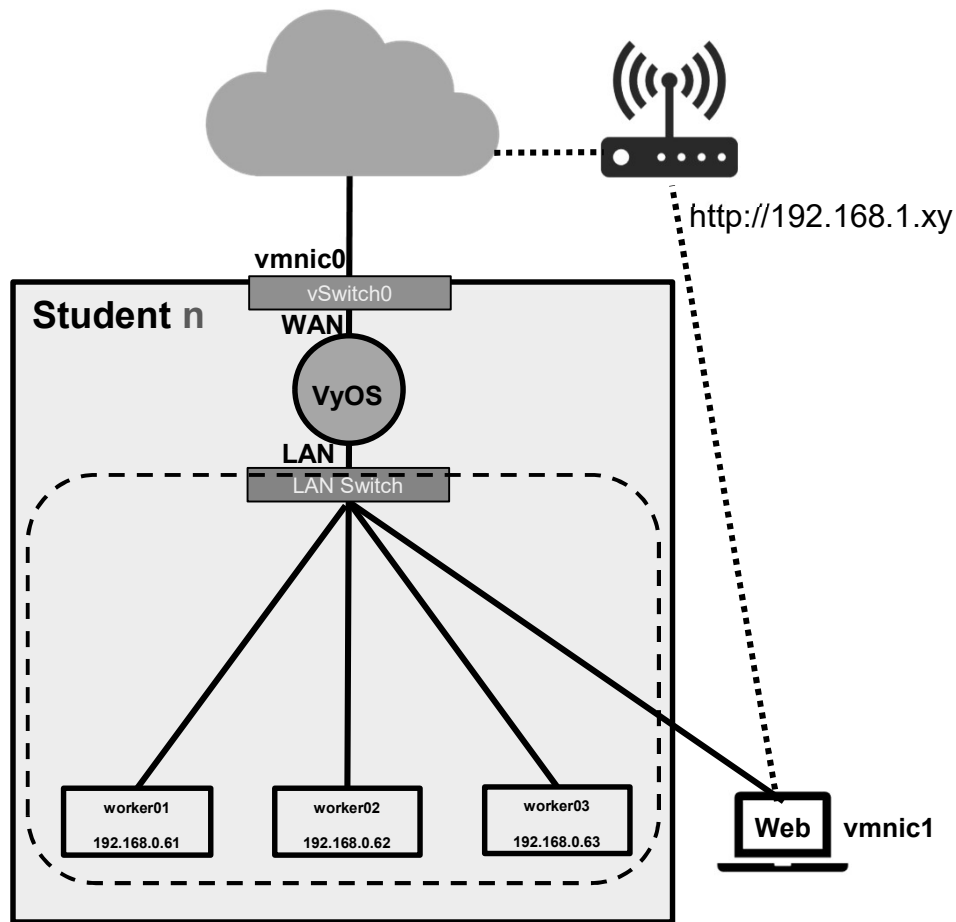 http://192.168.1.xy
vmnic0
vSwitch0
Student n
WAN
VyOS
LAN
LAN Switch
worker01
192.168.0.61
worker02
192.168.0.62
worker03
192.168.0.63
Web
vmnic1